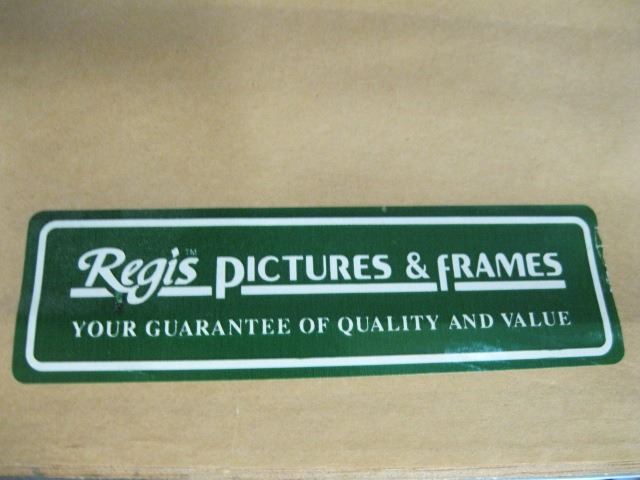 Regis™ PICTURES & FRAMES
YOUR GUARANTEE OF QUALITY AND VALUE